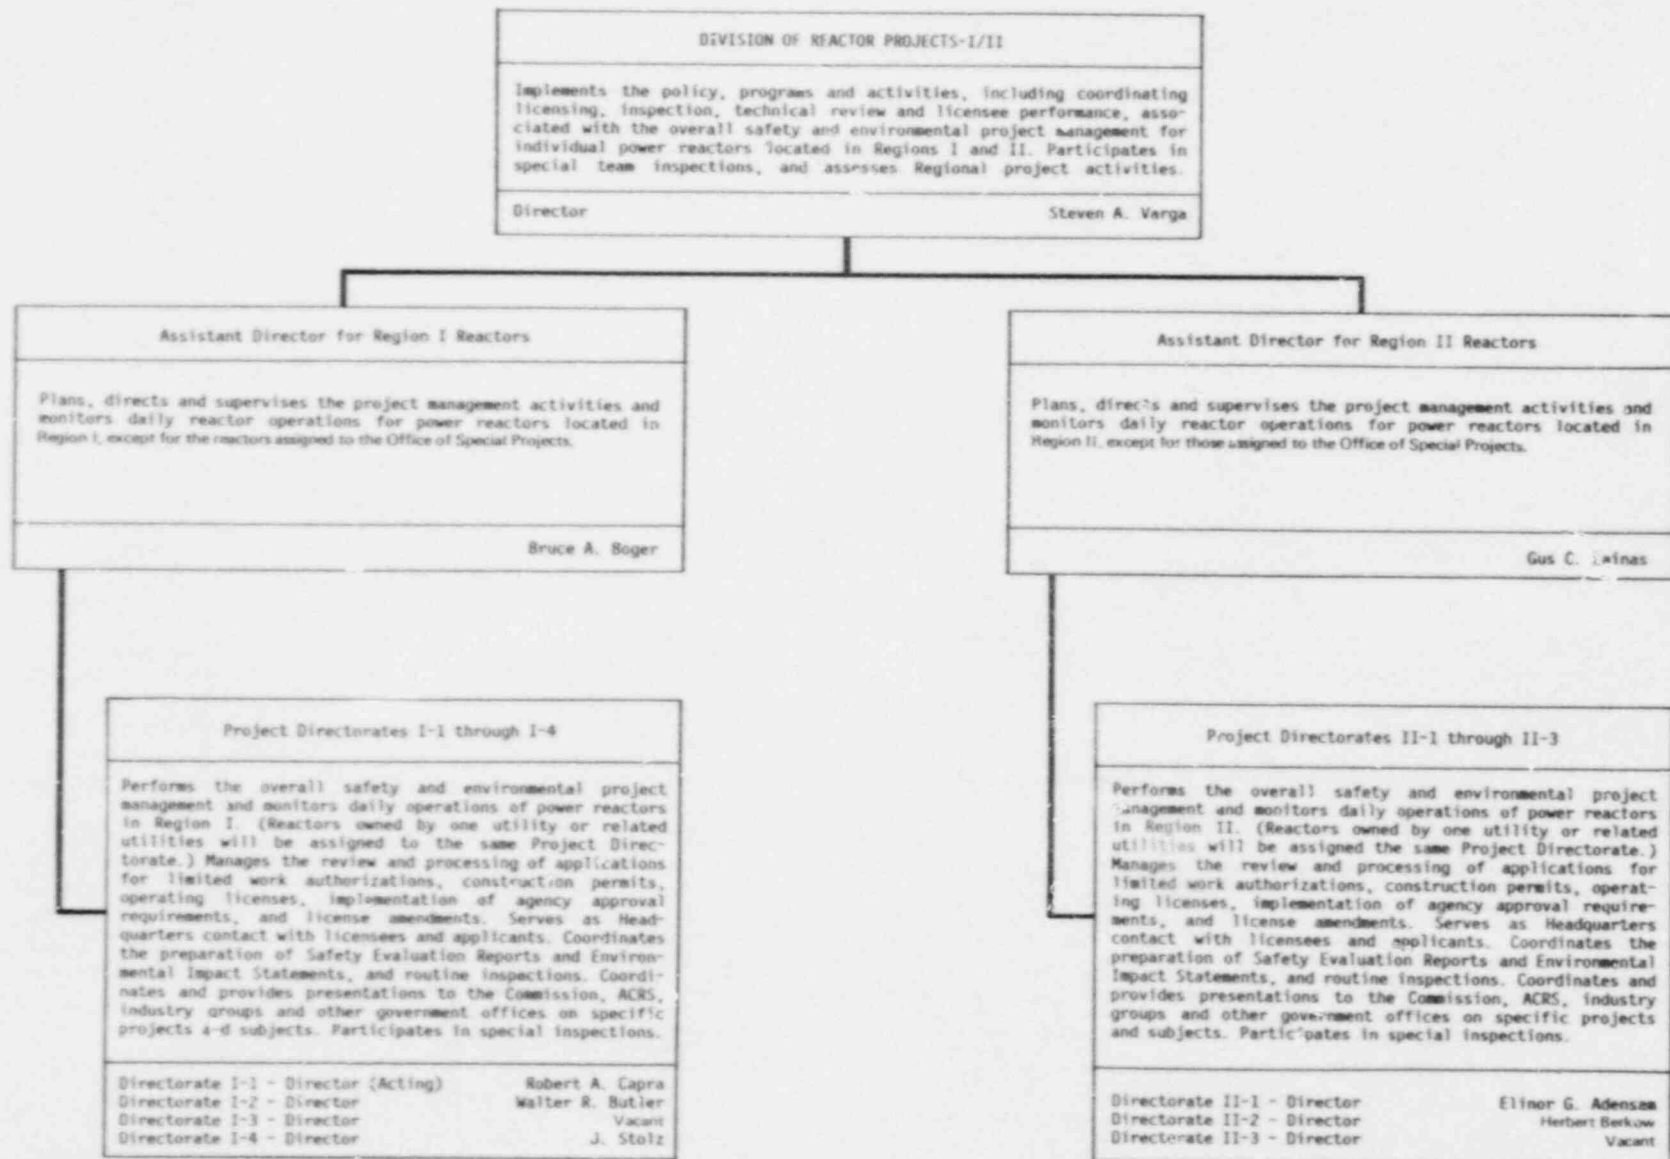 DIVISION OF REACTOR PROJECTS-I/II
Implements the policy, programs and activities, including coordinating
licensing, inspection, technical review and licensee performance, asso-
ciated with the overall safety and environmental project management for
individual power reactors located in Regions I and II. Participates in
special team inspections, and assesses Regional project activities.
Director Steven A. Varga
Assistant Director for Region I Reactors
Plans, directs and supervises the project management activities and
monitors daily reactor operations for power reactors located in
Region I, except for the reactors assigned to the Office of Special Projects.
Bruce A. Boger
Assistant Director for Region II Reactors
Plans, directs and supervises the project management activities and
monitors daily reactor operations for power reactors located in
Region II, except for those assigned to the Office of Special Projects.
Gus C.
Project Directorates I-1 through I-4
Performs the overall safety and environmental project
management and monitors daily operations of power reactors
in Region I. (Reactors owned by one utility or related
utilities will be assigned to the same Project Direc-
torate.) Manages the review and processing of applications
for limited work authorizations, construction permits,
operating licenses, implementation of agency approval
requirements, and license amendments. Serves as Head-
quarters contact with licensees and applicants. Coordinates
the preparation of Safety Evaluation Reports and Environ-
mental Impact Statements, and routine inspections. Coordi-
nates and provides presentations to the Commission, ACRS,
industry groups and other government offices on specific
projects and subjects. Participates in special inspections.
Directorate I-1 - Director (Acting) Robert A. Capra
Directorate I-2 - Director Walter R. Butler
Directorate I-3 - Director Vacant
Directorate I-4 - Director J. Stolz
Project Directorates II-1 through II-3
Performs the overall safety and environmental project
management and monitors daily operations of power reactors
in Region II. (Reactors owned by one utility or related
utilities will be assigned the same Project Directorate.)
Manages the review and processing of applications for
limited work authorizations, construction permits, operat-
ing licenses, implementation of agency approval require-
ments, and license amendments. Serves as Headquarters
contact with licensees and applicants. Coordinates the
preparation of Safety Evaluation Reports and Environmental
Impact Statements, and routine inspections. Coordinates and
provides presentations to the Commission, ACRS, industry
groups and other government offices on specific projects
and subjects. Participates in special inspections.
Directorate II-1 - Director Elinor G. Adensam
Directorate II-2 - Director Herbert Berkow
Directorate II-3 - Director Vacant